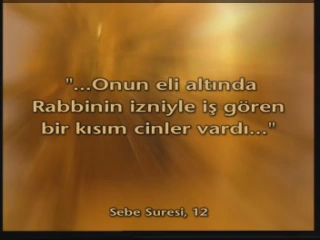 "...Onun eli altında
Rabbinin izniyle iş gören
bir kısım cinler vardı..."
Sebe Suresi, 12